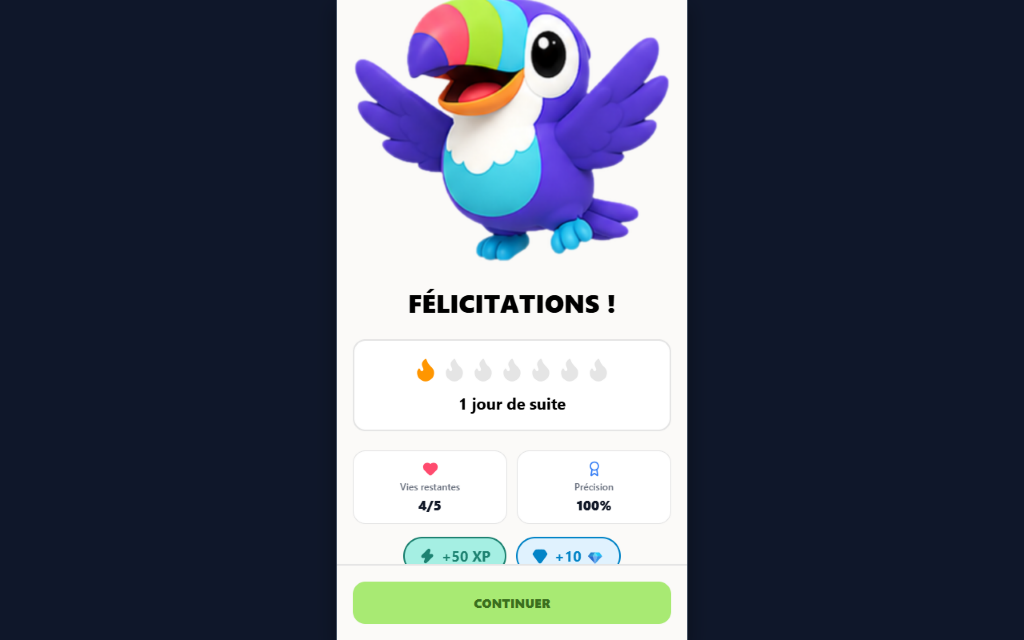 FÉLICITATIONS !
1 jour de suite
Vies restantes
4/5
Précision
100%
+50 XP
+10
CONTINUER